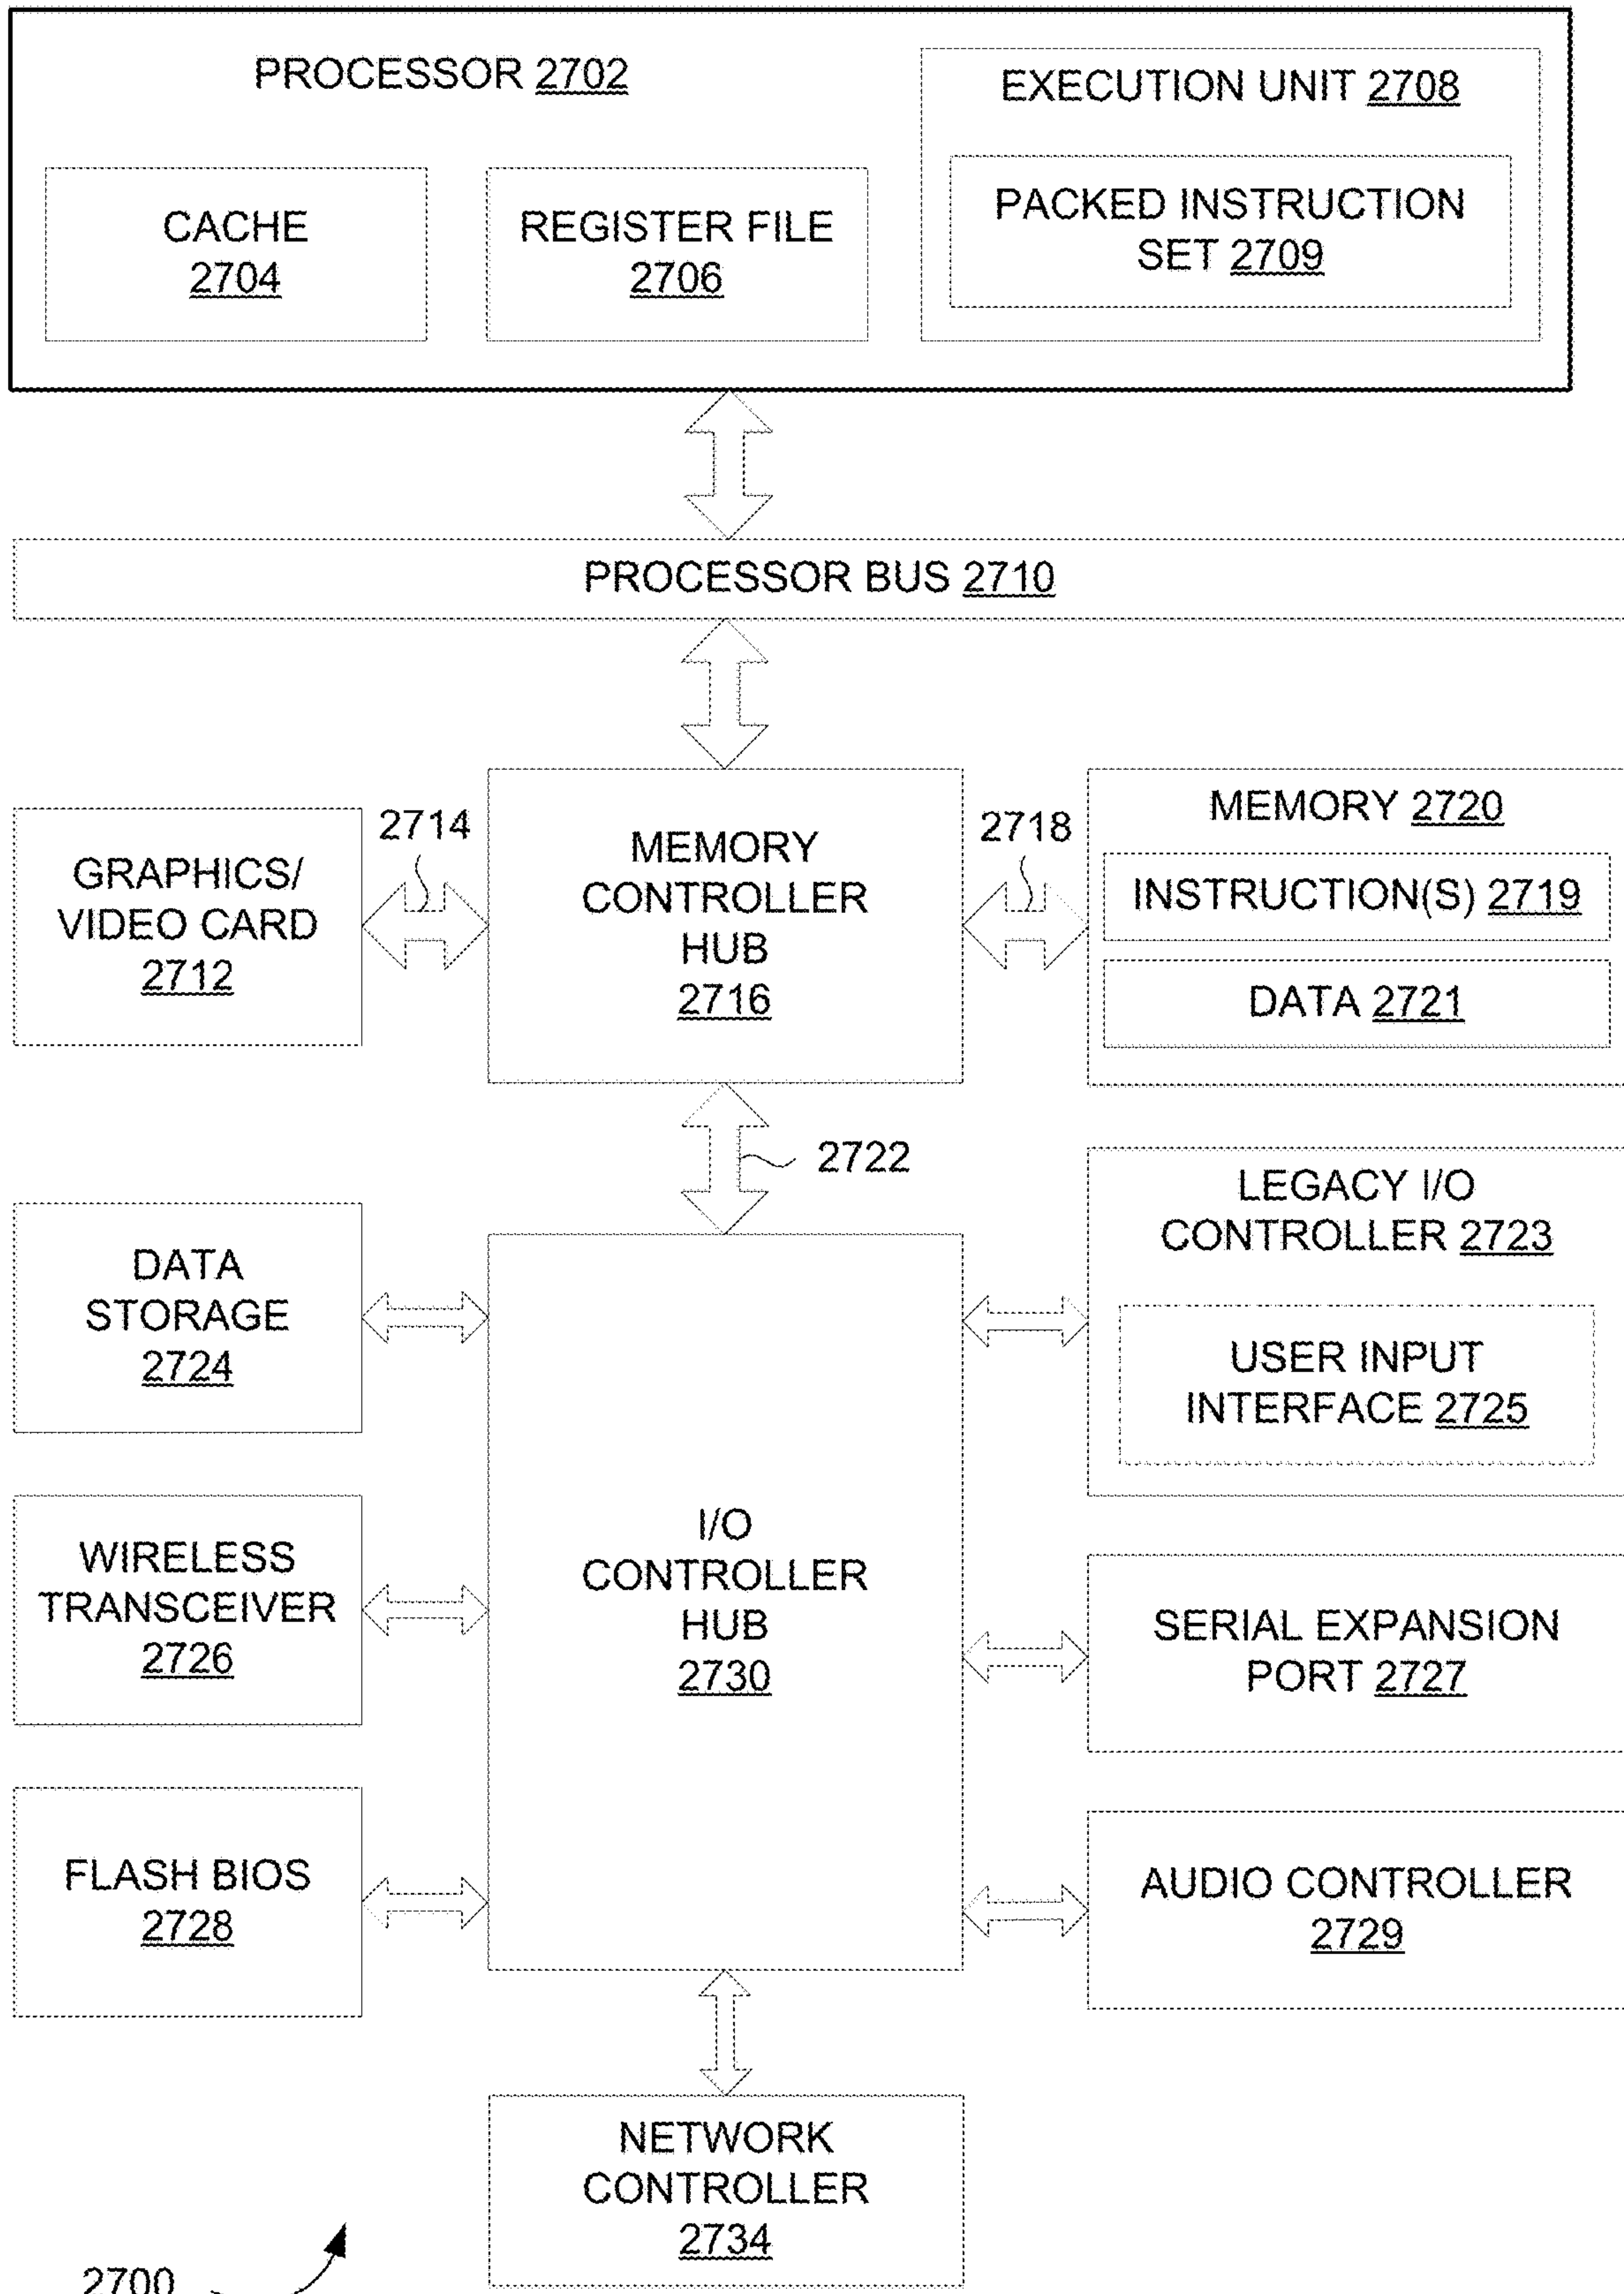 PROCESSOR 2702
CACHE
2704
REGISTER FILE
2706
EXECUTION UNIT 2708
PACKED INSTRUCTION
SET 2709
PROCESSOR BUS 2710
GRAPHICS/
VIDEO CARD
2712
2714
MEMORY
CONTROLLER
HUB
2716
2718
MEMORY 2720
INSTRUCTION(S) 2719
DATA 2721
2722
DATA
STORAGE
2724
LEGACY I/O
CONTROLLER 2723
USER INPUT
INTERFACE 2725
WIRELESS
TRANSCEIVER
2726
I/O
CONTROLLER
HUB
2730
SERIAL EXPANSION
PORT 2727
FLASH BIOS
2728
AUDIO CONTROLLER
2729
NETWORK
CONTROLLER
2734
2700